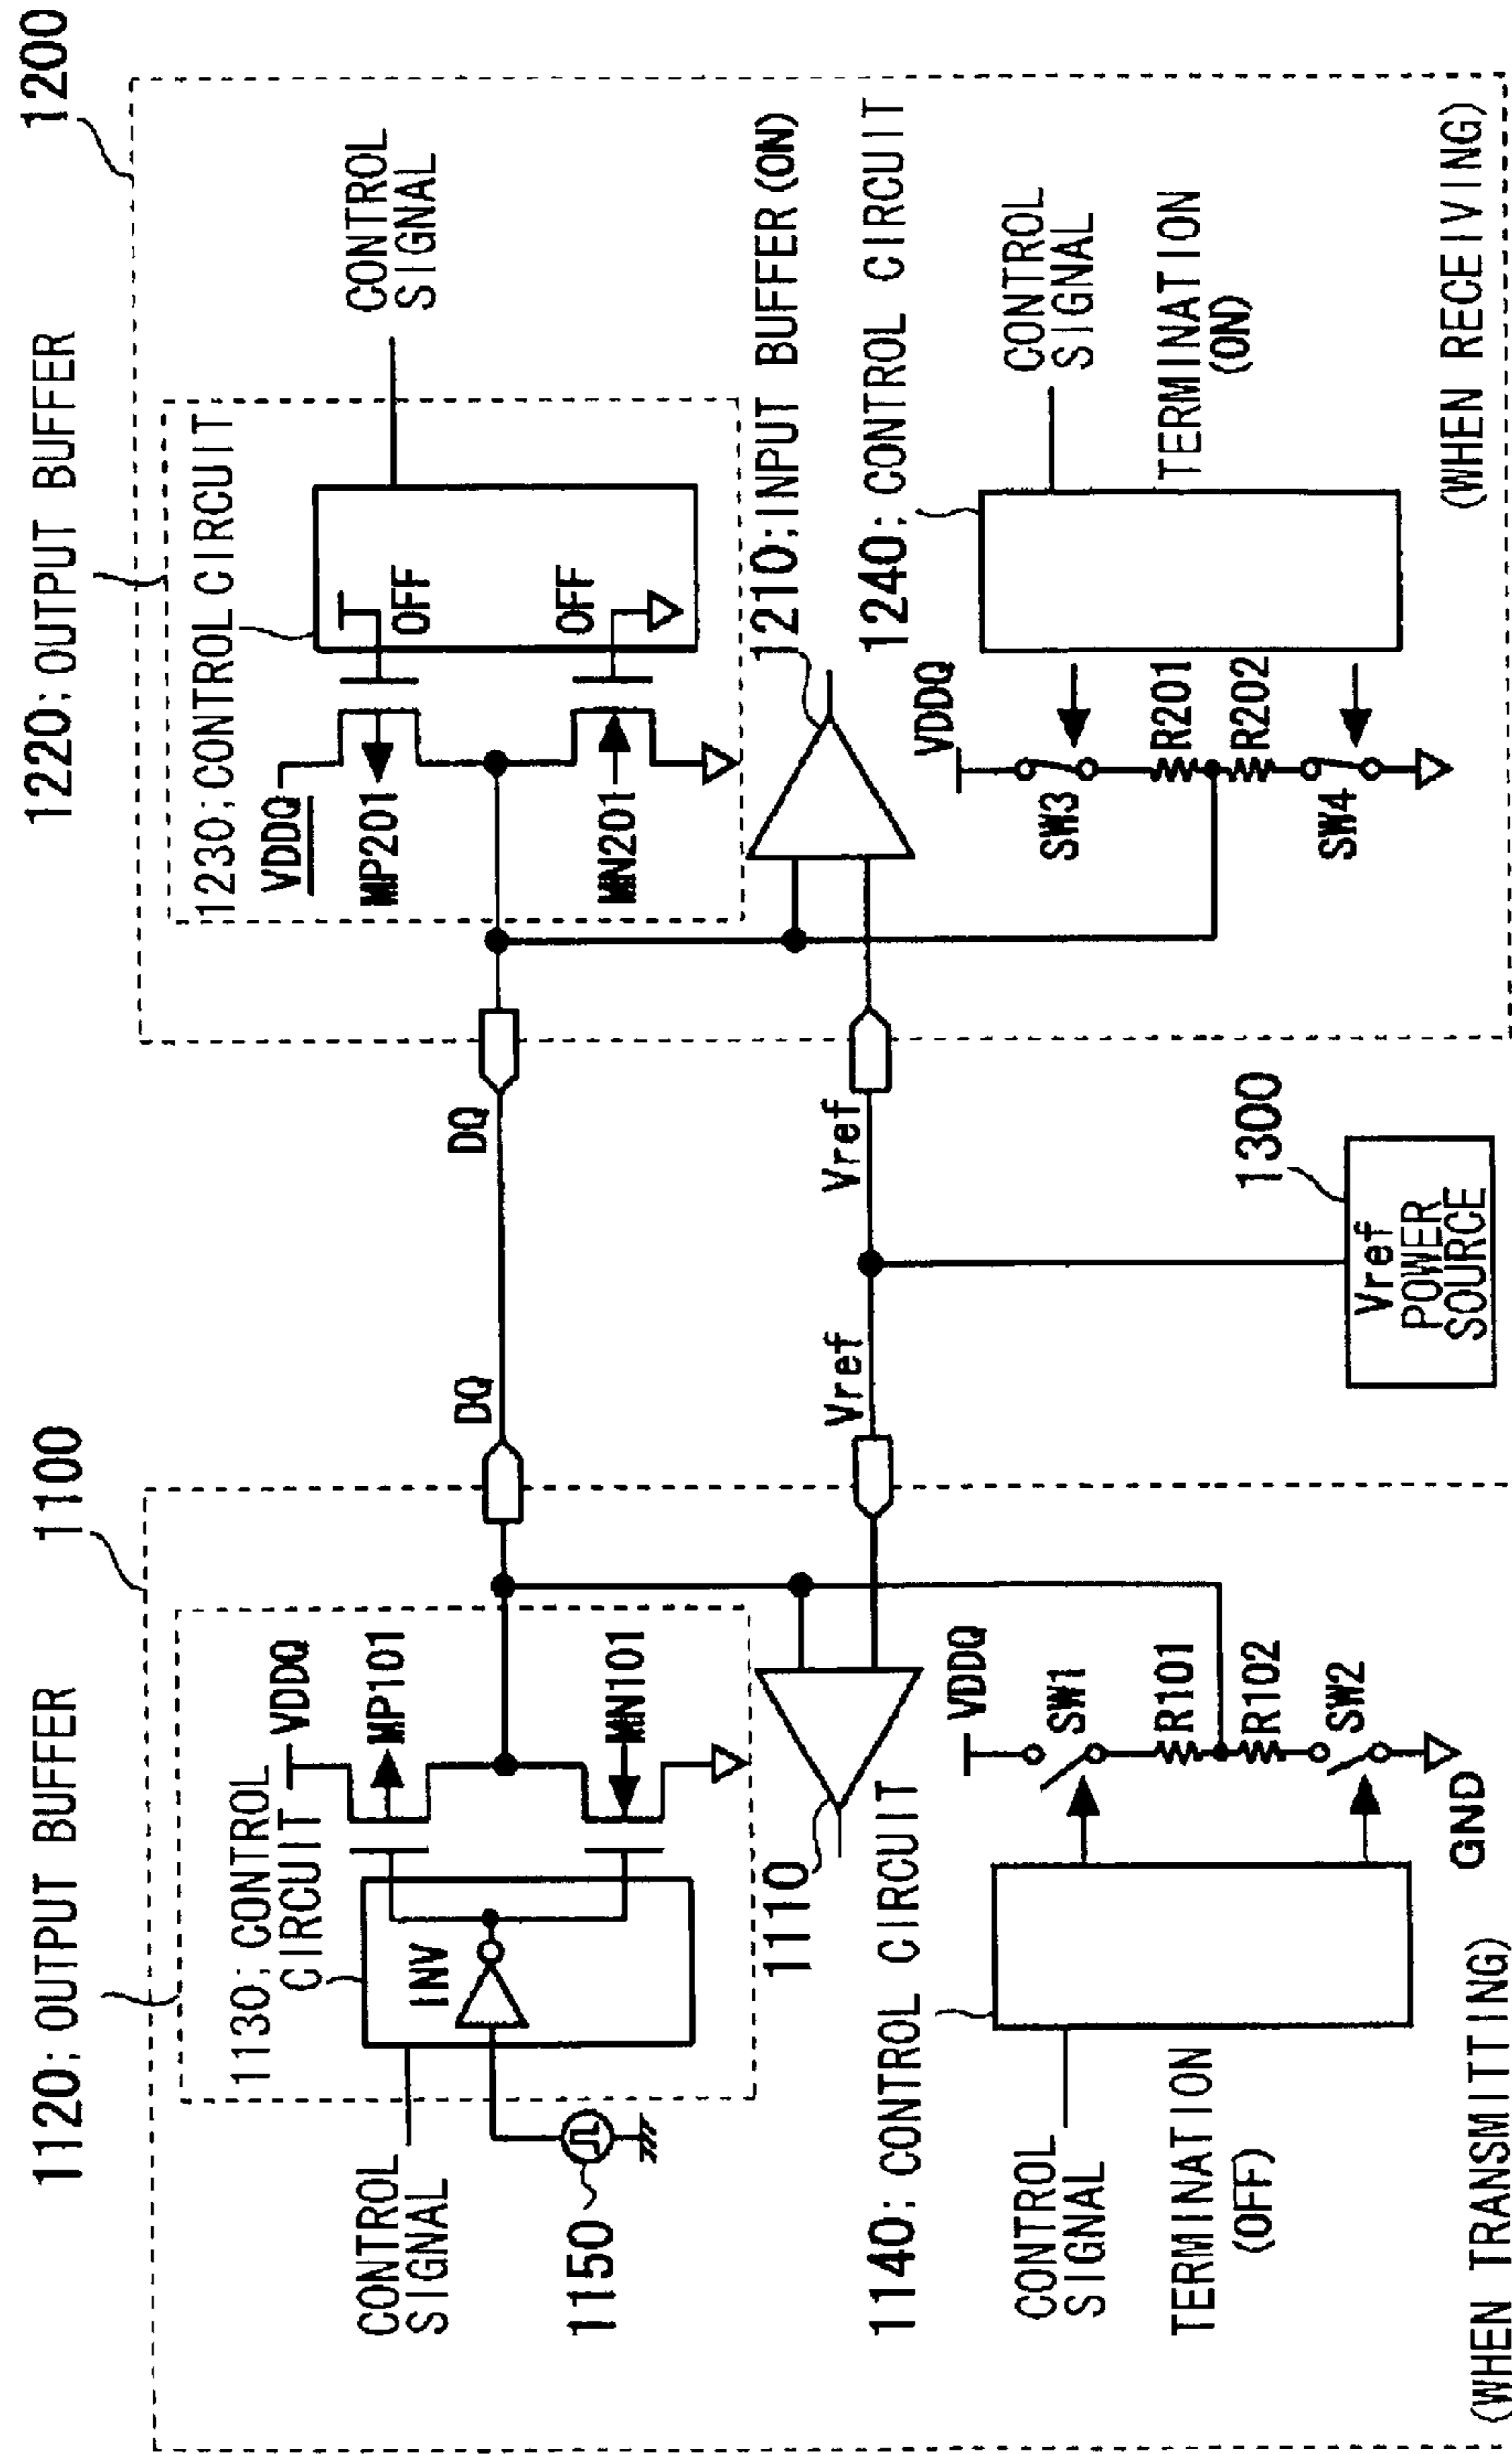 1120; OUTPUT BUFFER
1100
1220; OUTPUT BUFFER
1200
1130; CONTROL
CIRCUIT
VDDQ
MP101
MN101
INV
CONTROL
SIGNAL
1150
1110
1140; CONTROL CIRCUIT
VDDQ
SW1
R101
R102
SW2
GND
CONTROL
SIGNAL
TERMINATION
(OFF)
(WHEN TRANSMITTING)
DQ
DQ
Vref
Vref
1300
Vref
POWER
SOURCE
1230; CONTROL CIRCUIT
VDDQ
MP201
MN201
OFF
OFF
CONTROL
SIGNAL
1210; INPUT BUFFER (ON)
1240; CONTROL CIRCUIT
VDDQ
SW3
R201
R202
SW4
CONTROL
SIGNAL
TERMINATION
(ON)
(WHEN RECEIVING)